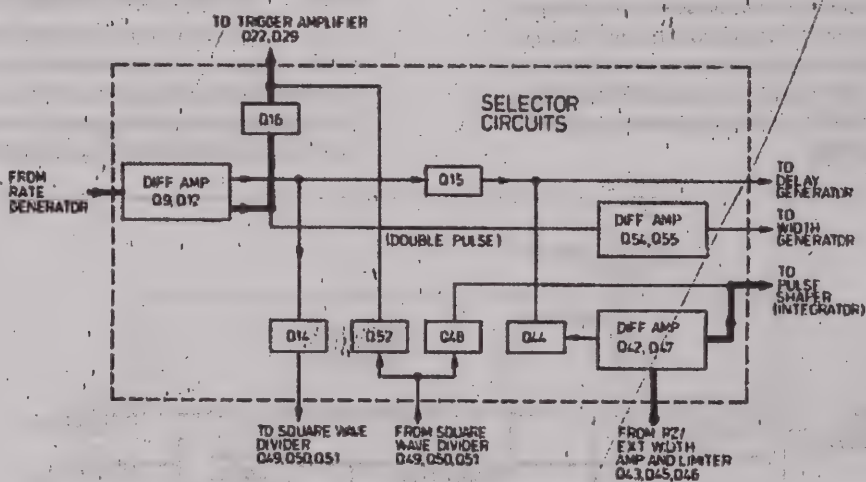 TO TRIGGER AMPLIFIER
Q22,Q29
SELECTOR
CIRCUITS
Q16
FROM
RATE
GENERATOR
DIFF AMP
Q9,Q12
Q15
TO
DELAY
GENERATOR
DIFF AMP
Q54,Q55
TO
WIDTH
GENERATOR
(DOUBLE PULSE)
TO
PULSE
SHAPER
(INTEGRATOR)
Q14
Q52
Q48
Q44
DIFF AMP
Q42,Q47
TO SQUARE WAVE
DIVIDER
Q49,Q50,Q51
FROM SQUARE
WAVE DIVIDER
Q49,Q50,Q51
FROM RZ/
EXT WIDTH
AMP AND LIMITER
Q43,Q45,Q46